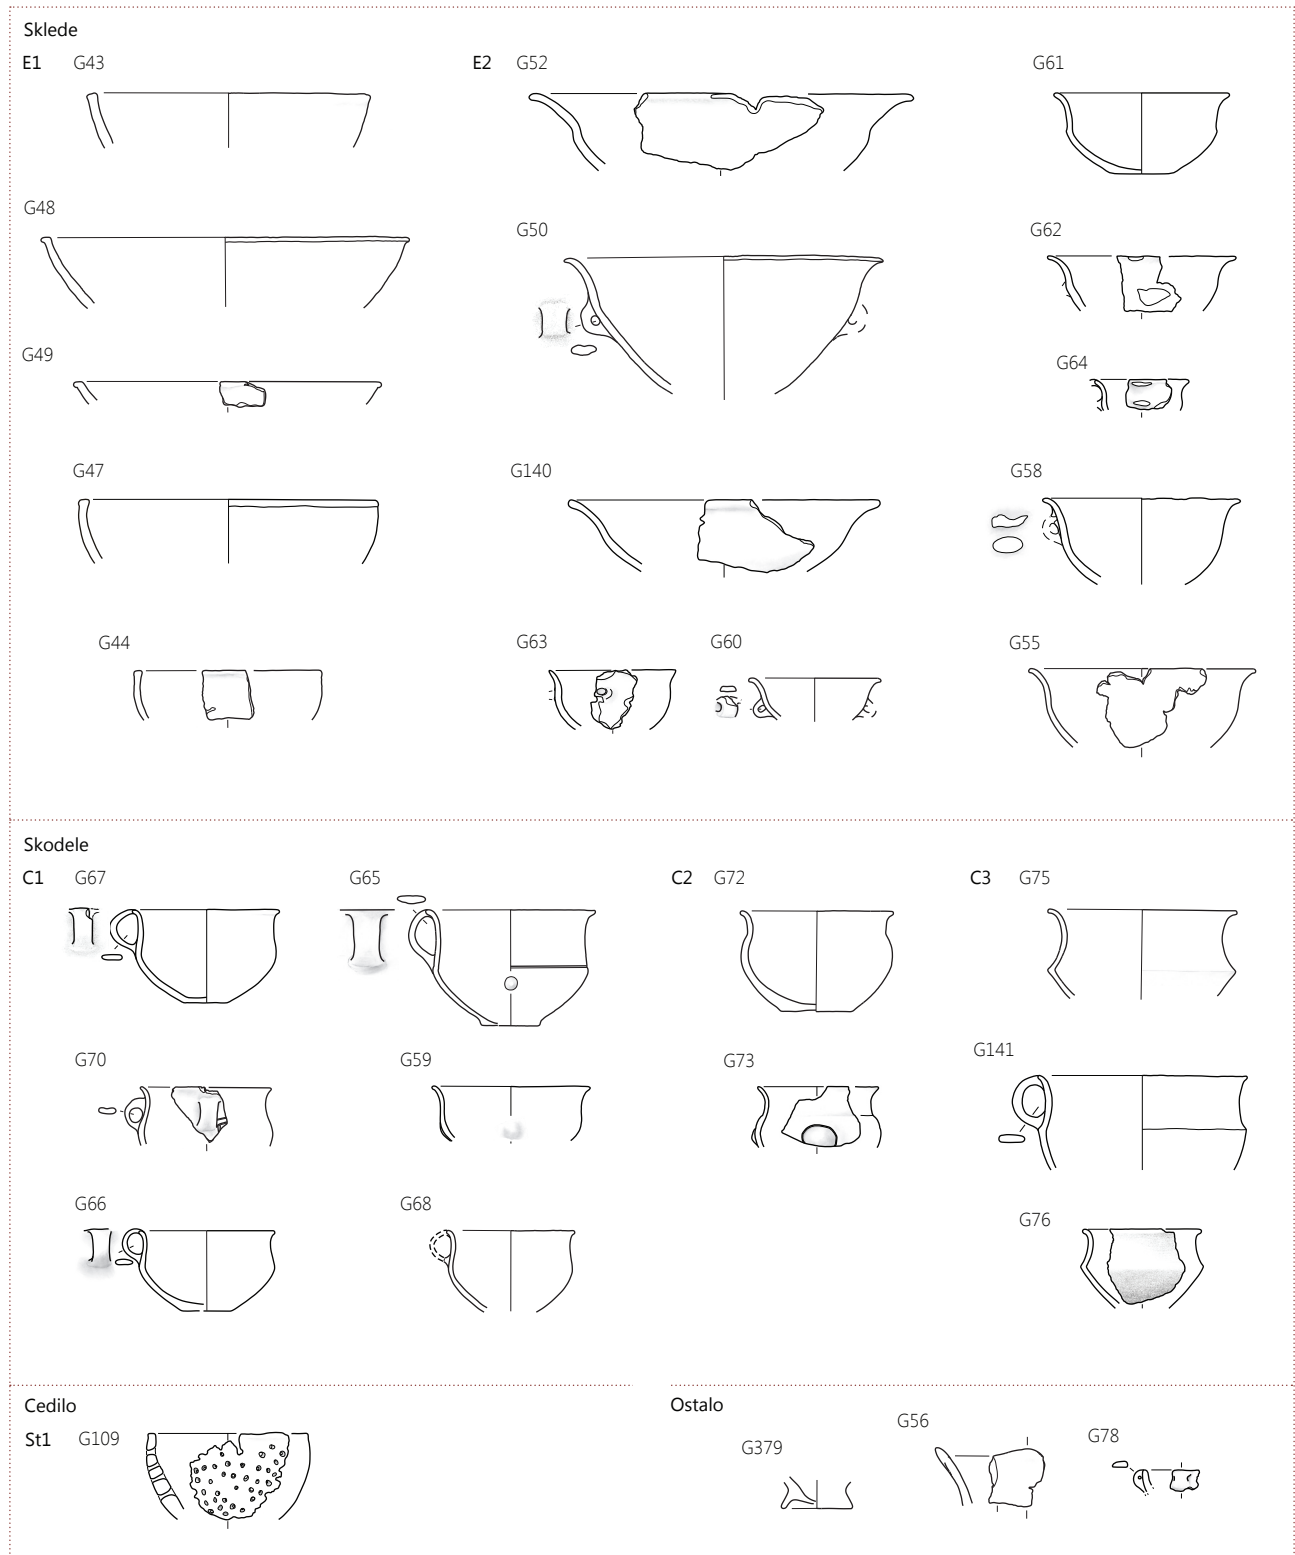 Sklede
E1 G43 E2 G52 G61
G48
G50 G62
G49
G64
G47 G140 G58
G44 G63 G60 G55
Skodele
C1 G67 G65 C2 G72 C3 G75
G141
G70 G59 G73
G66 G68
G76
Cedilo
Ostalo
St1 G109
G56
G379
G78